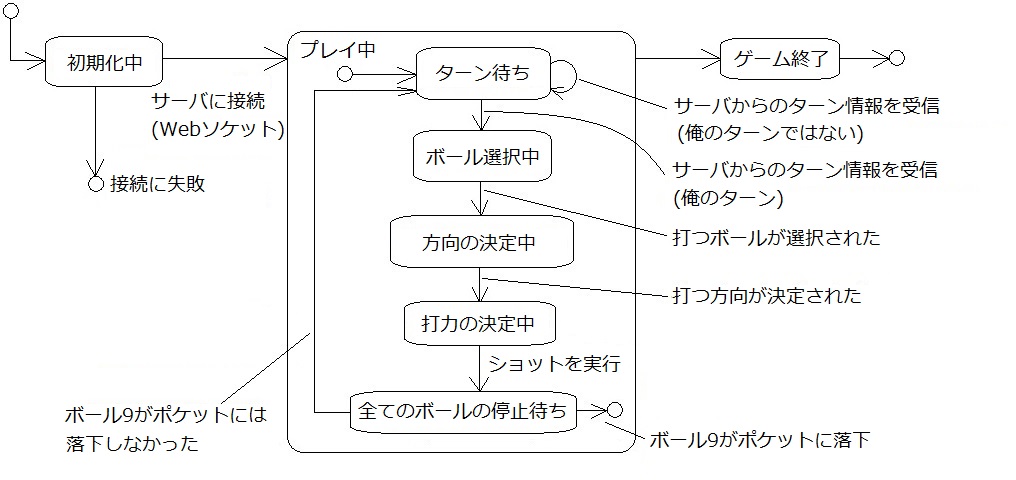 初期化中
サーバに接続
(Webソケット)
接続に失敗
プレイ中
ターン待ち
ゲーム終了
サーバからのターン情報を受信
(俺のターンではない)
ボール選択中
サーバからのターン情報を受信
(俺のターン)
方向の決定中
打つボールが選択された
打つ方向が決定された
打力の決定中
ショットを実行
全てのボールの停止待ち
ボール9がポケットには
落下しなかった
ボール9がポケットに落下